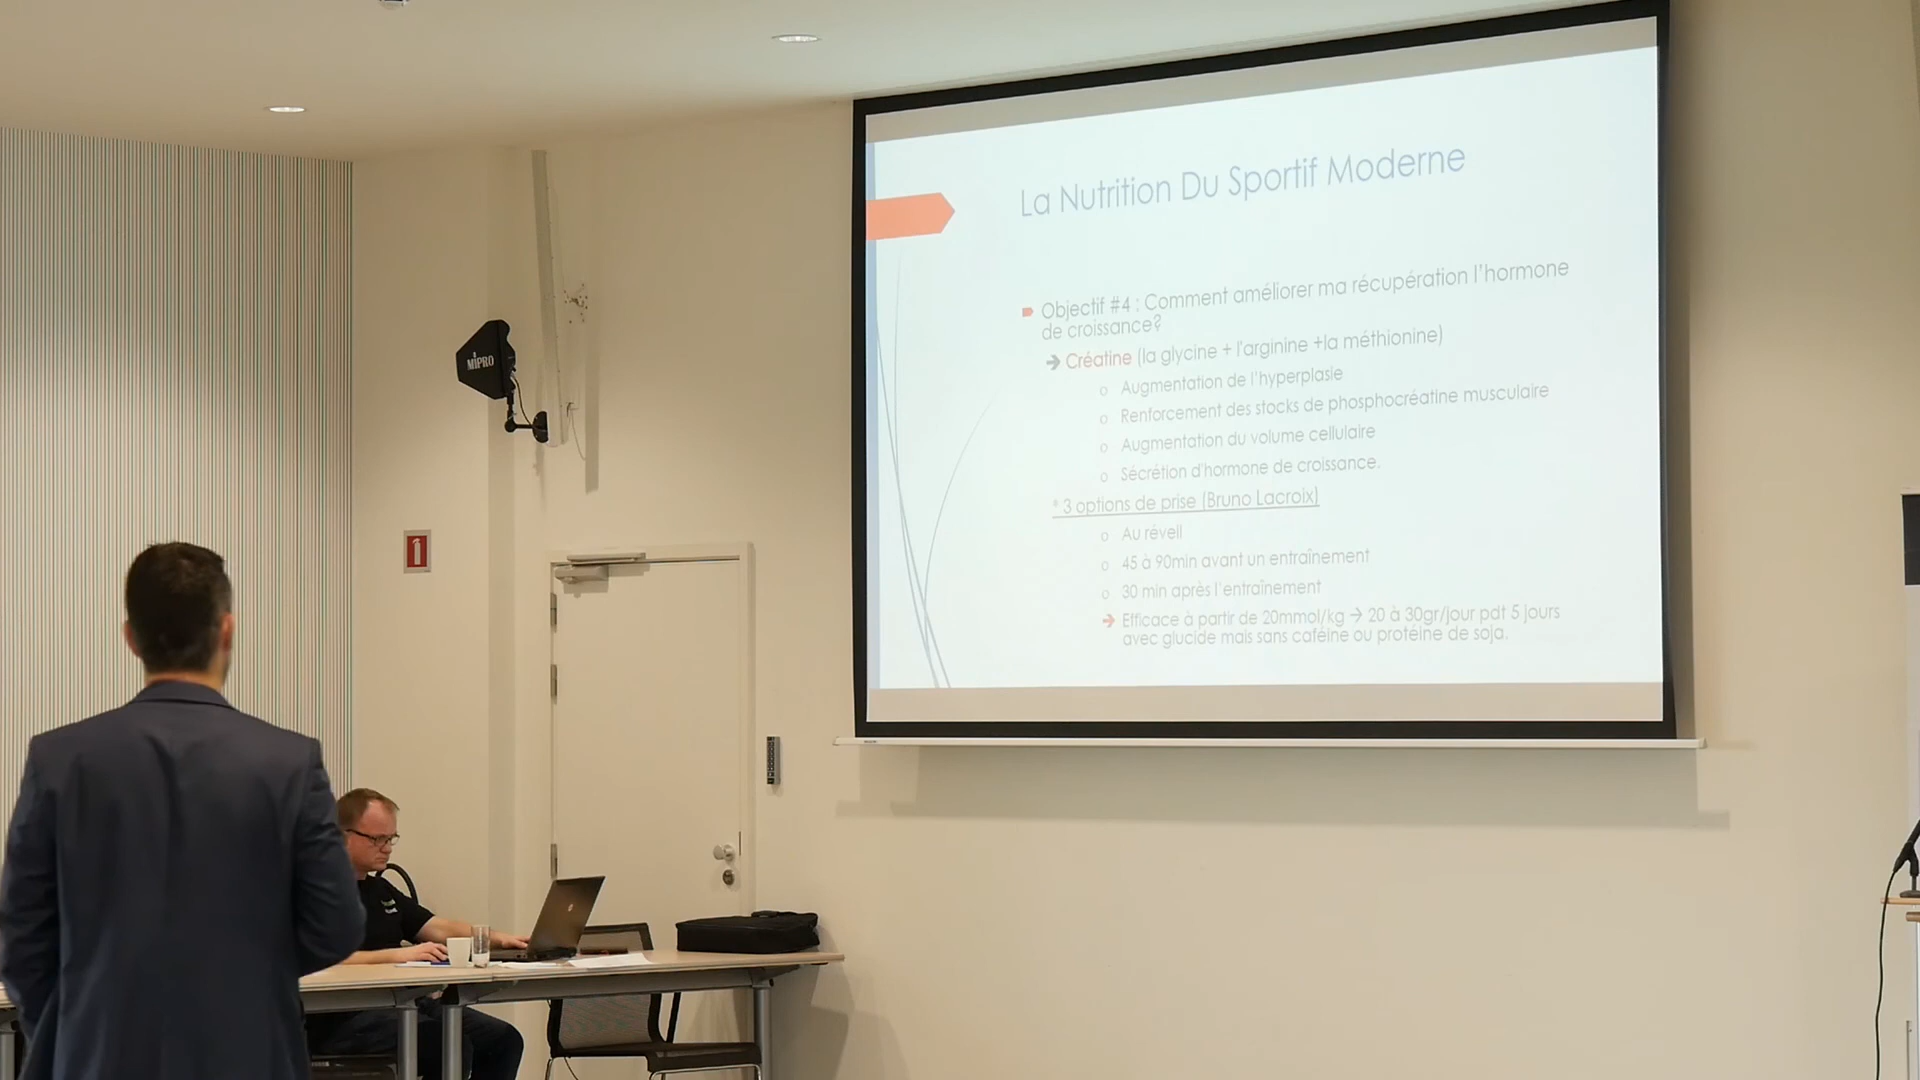 La Nutrition Du Sportif Moderne
Objectif #4 : Comment améliorer ma récupération l'hormone
de croissance?
➔ Créatine (la glycine + l'arginine +la méthionine)
o Augmentation de l'hyperplasie
o Renforcement des stocks de phosphocréatine musculaire
o Augmentation du volume cellulaire
o Sécrétion d'hormone de croissance.
* 3 options de prise (Bruno Lacroix)
o Au réveil
o 45 à 90min avant un entraînement
o 30 min après l'entraînement
➔ Efficace à partir de 20mmol/kg → 20 à 30gr/jour pdt 5 jours
avec glucide mais sans caféine ou protéine de soja.
MIPRO